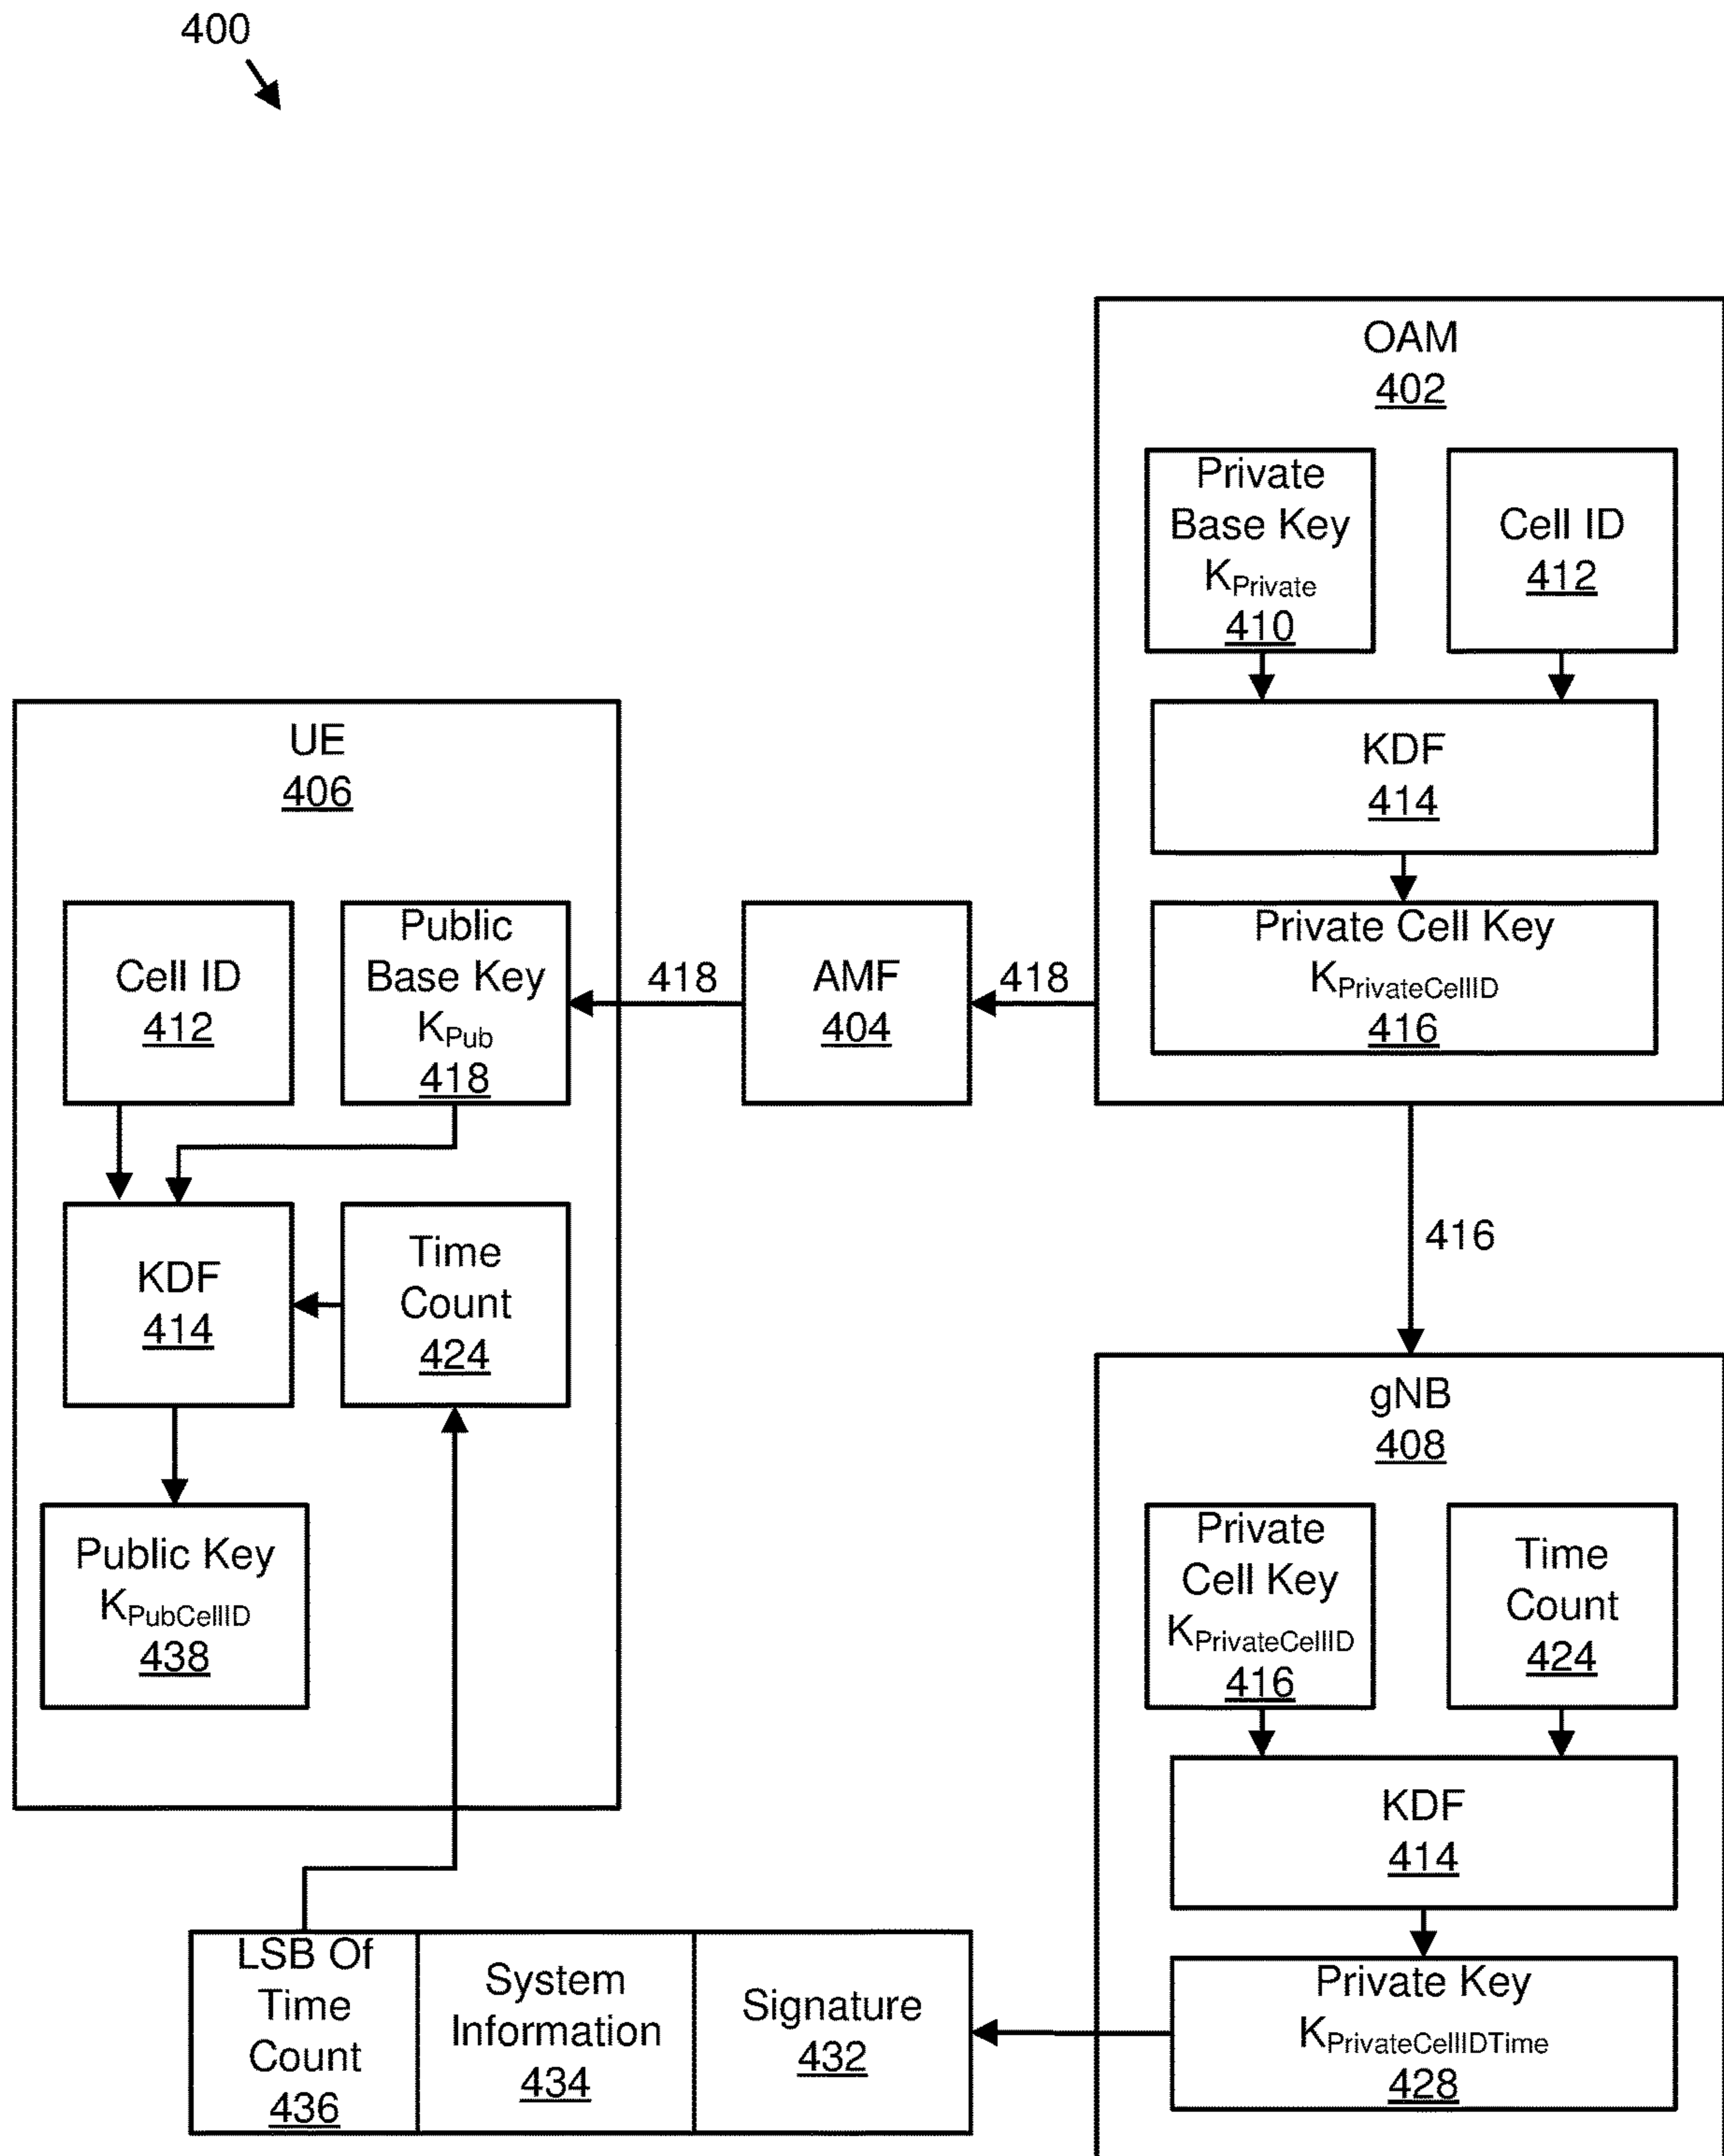 400
OAM
402
Private
Base Key
KPrivate
410
Cell ID
412
KDF
414
Private Cell Key
KPrivateCellID
416
UE
406
Cell ID
412
Public
Base Key
KPub
418
418
AMF
404
418
KDF
414
Time
Count
424
Public Key
KPubCellID
438
416
gNB
408
Private
Cell Key
KPrivateCellID
416
Time
Count
424
KDF
414
Private Key
KPrivateCellIDTime
428
LSB Of
Time
Count
436
System
Information
434
Signature
432